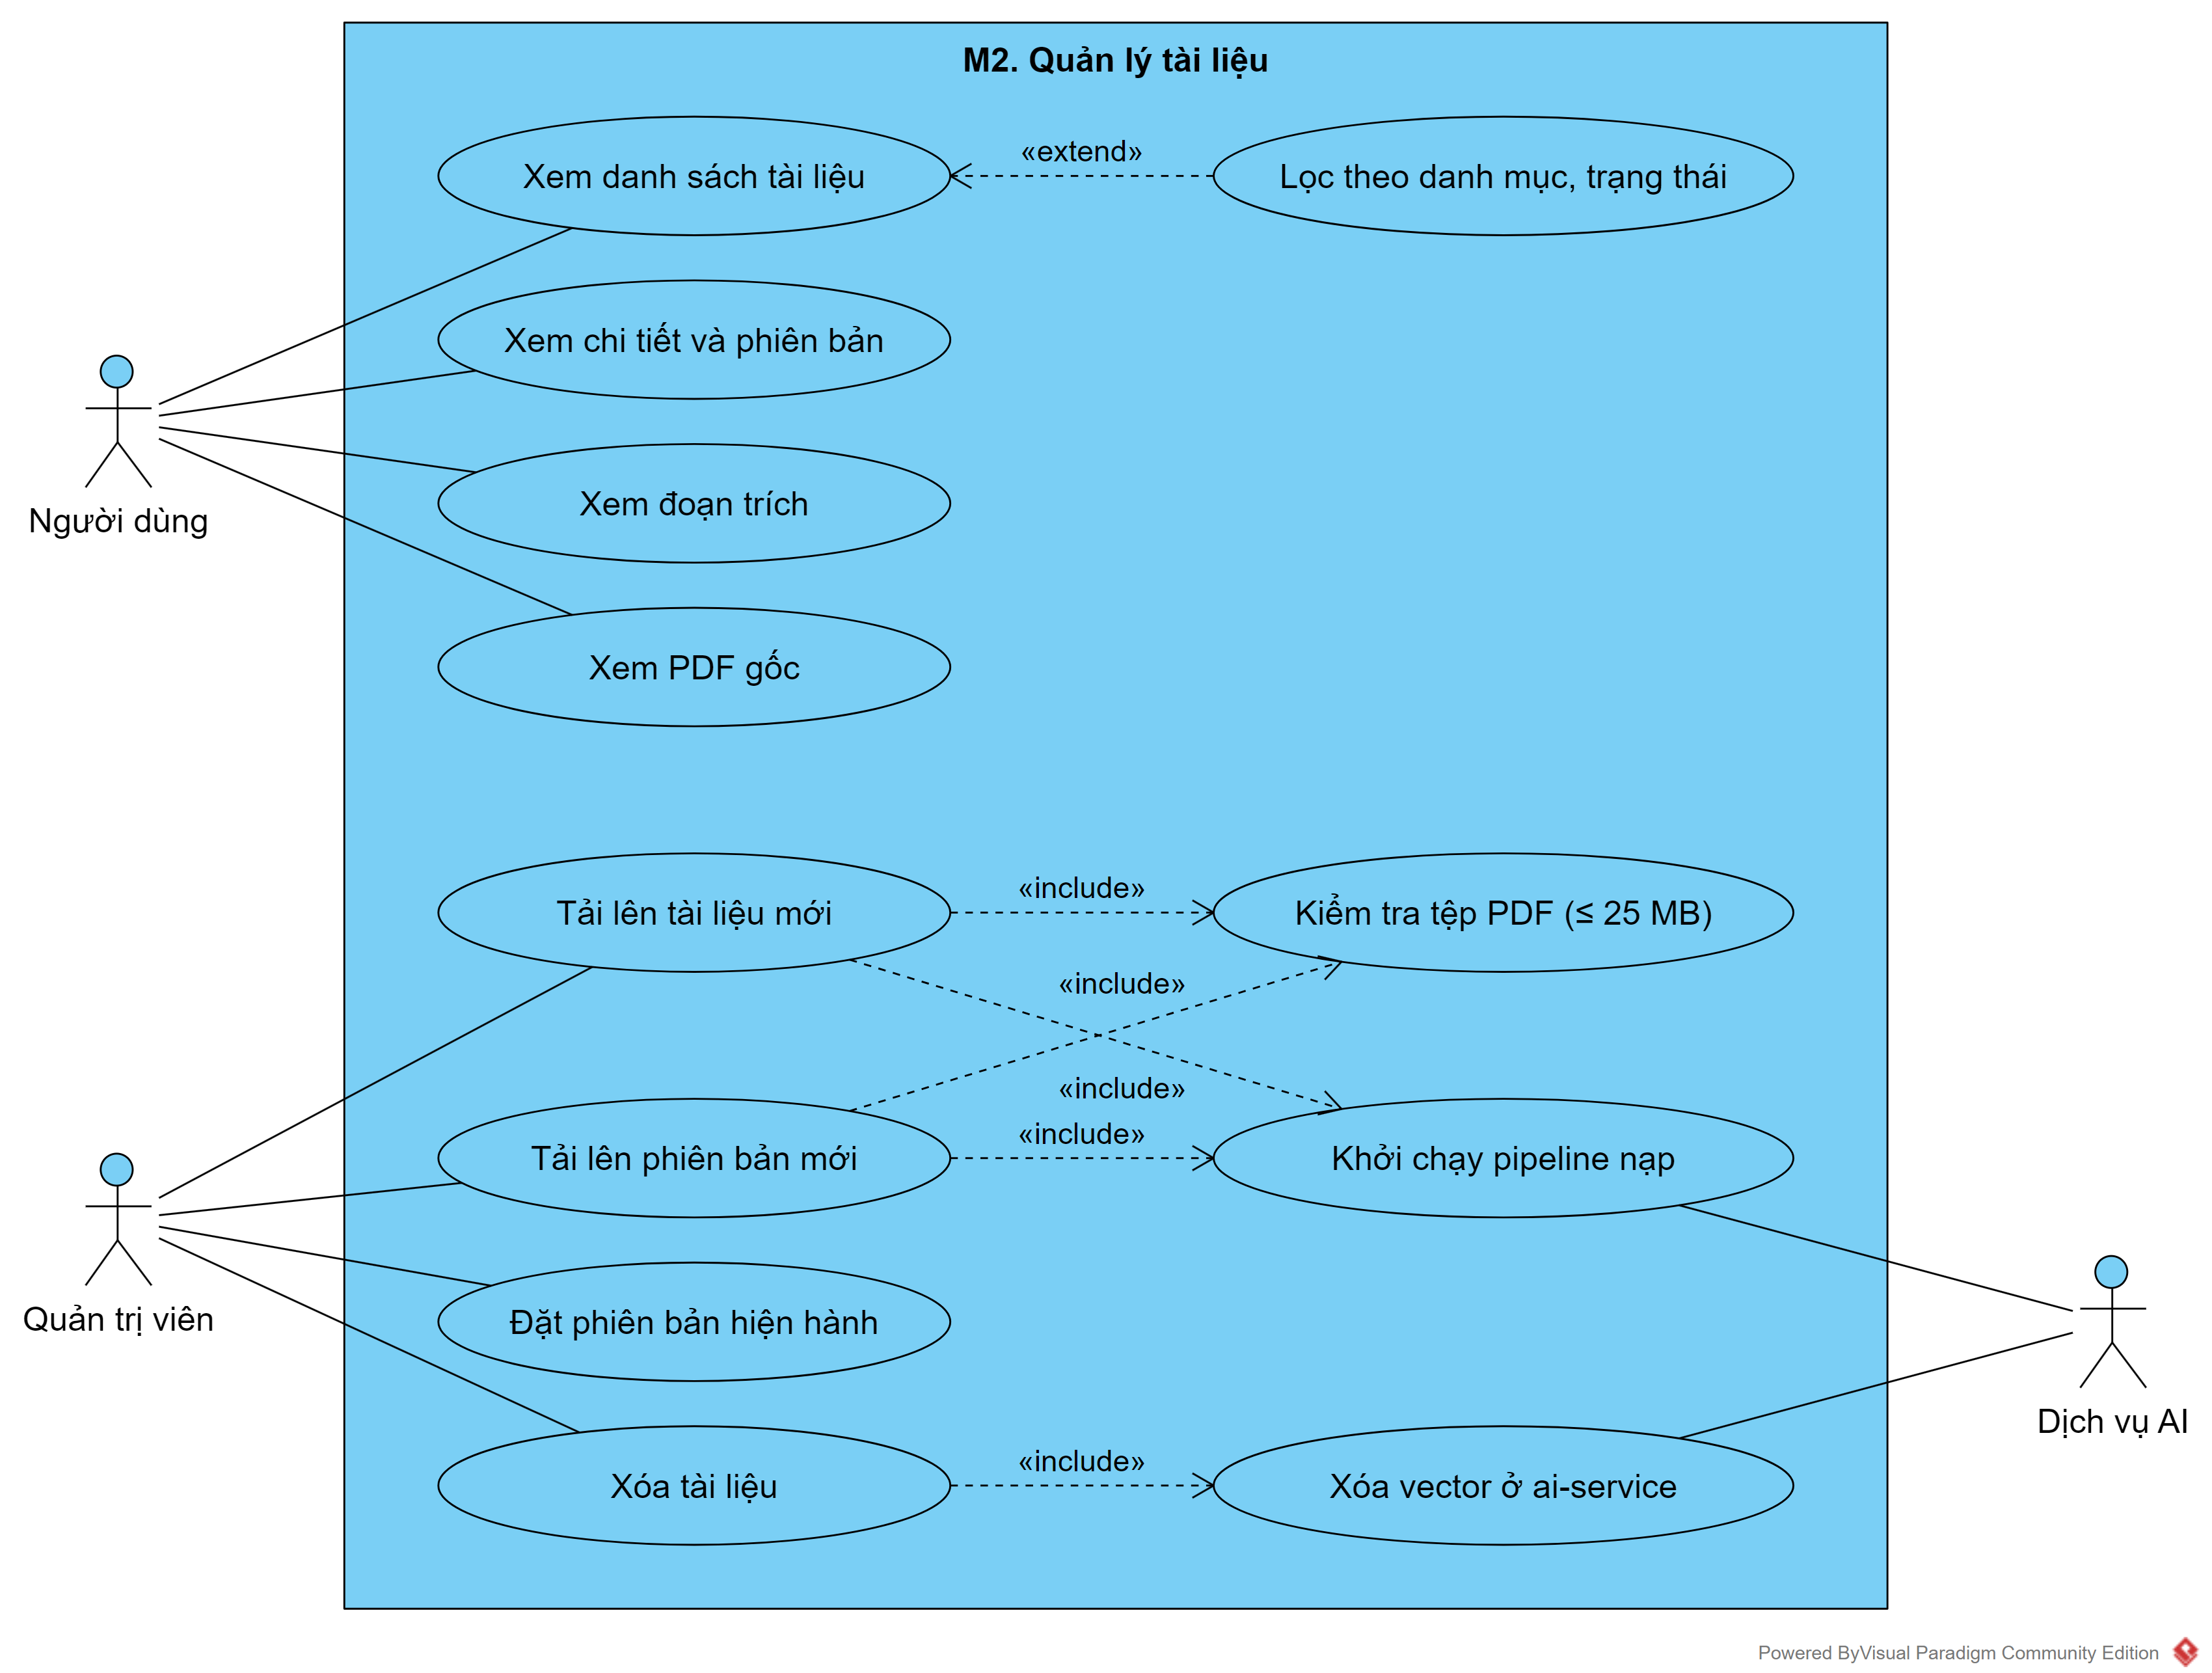 M2. Quản lý tài liệu
Xem danh sách tài liệu
«extend»
Lọc theo danh mục, trạng thái
Xem chi tiết và phiên bản
Người dùng
Xem đoạn trích
Xem PDF gốc
Tải lên tài liệu mới
«include»
Kiểm tra tệp PDF (≤ 25 MB)
«include»
«include»
Tải lên phiên bản mới
«include»
Khởi chạy pipeline nạp
Quản trị viên
Đặt phiên bản hiện hành
Dịch vụ AI
Xóa tài liệu
«include»
Xóa vector ở ai-service
Powered ByVisual Paradigm Community Edition